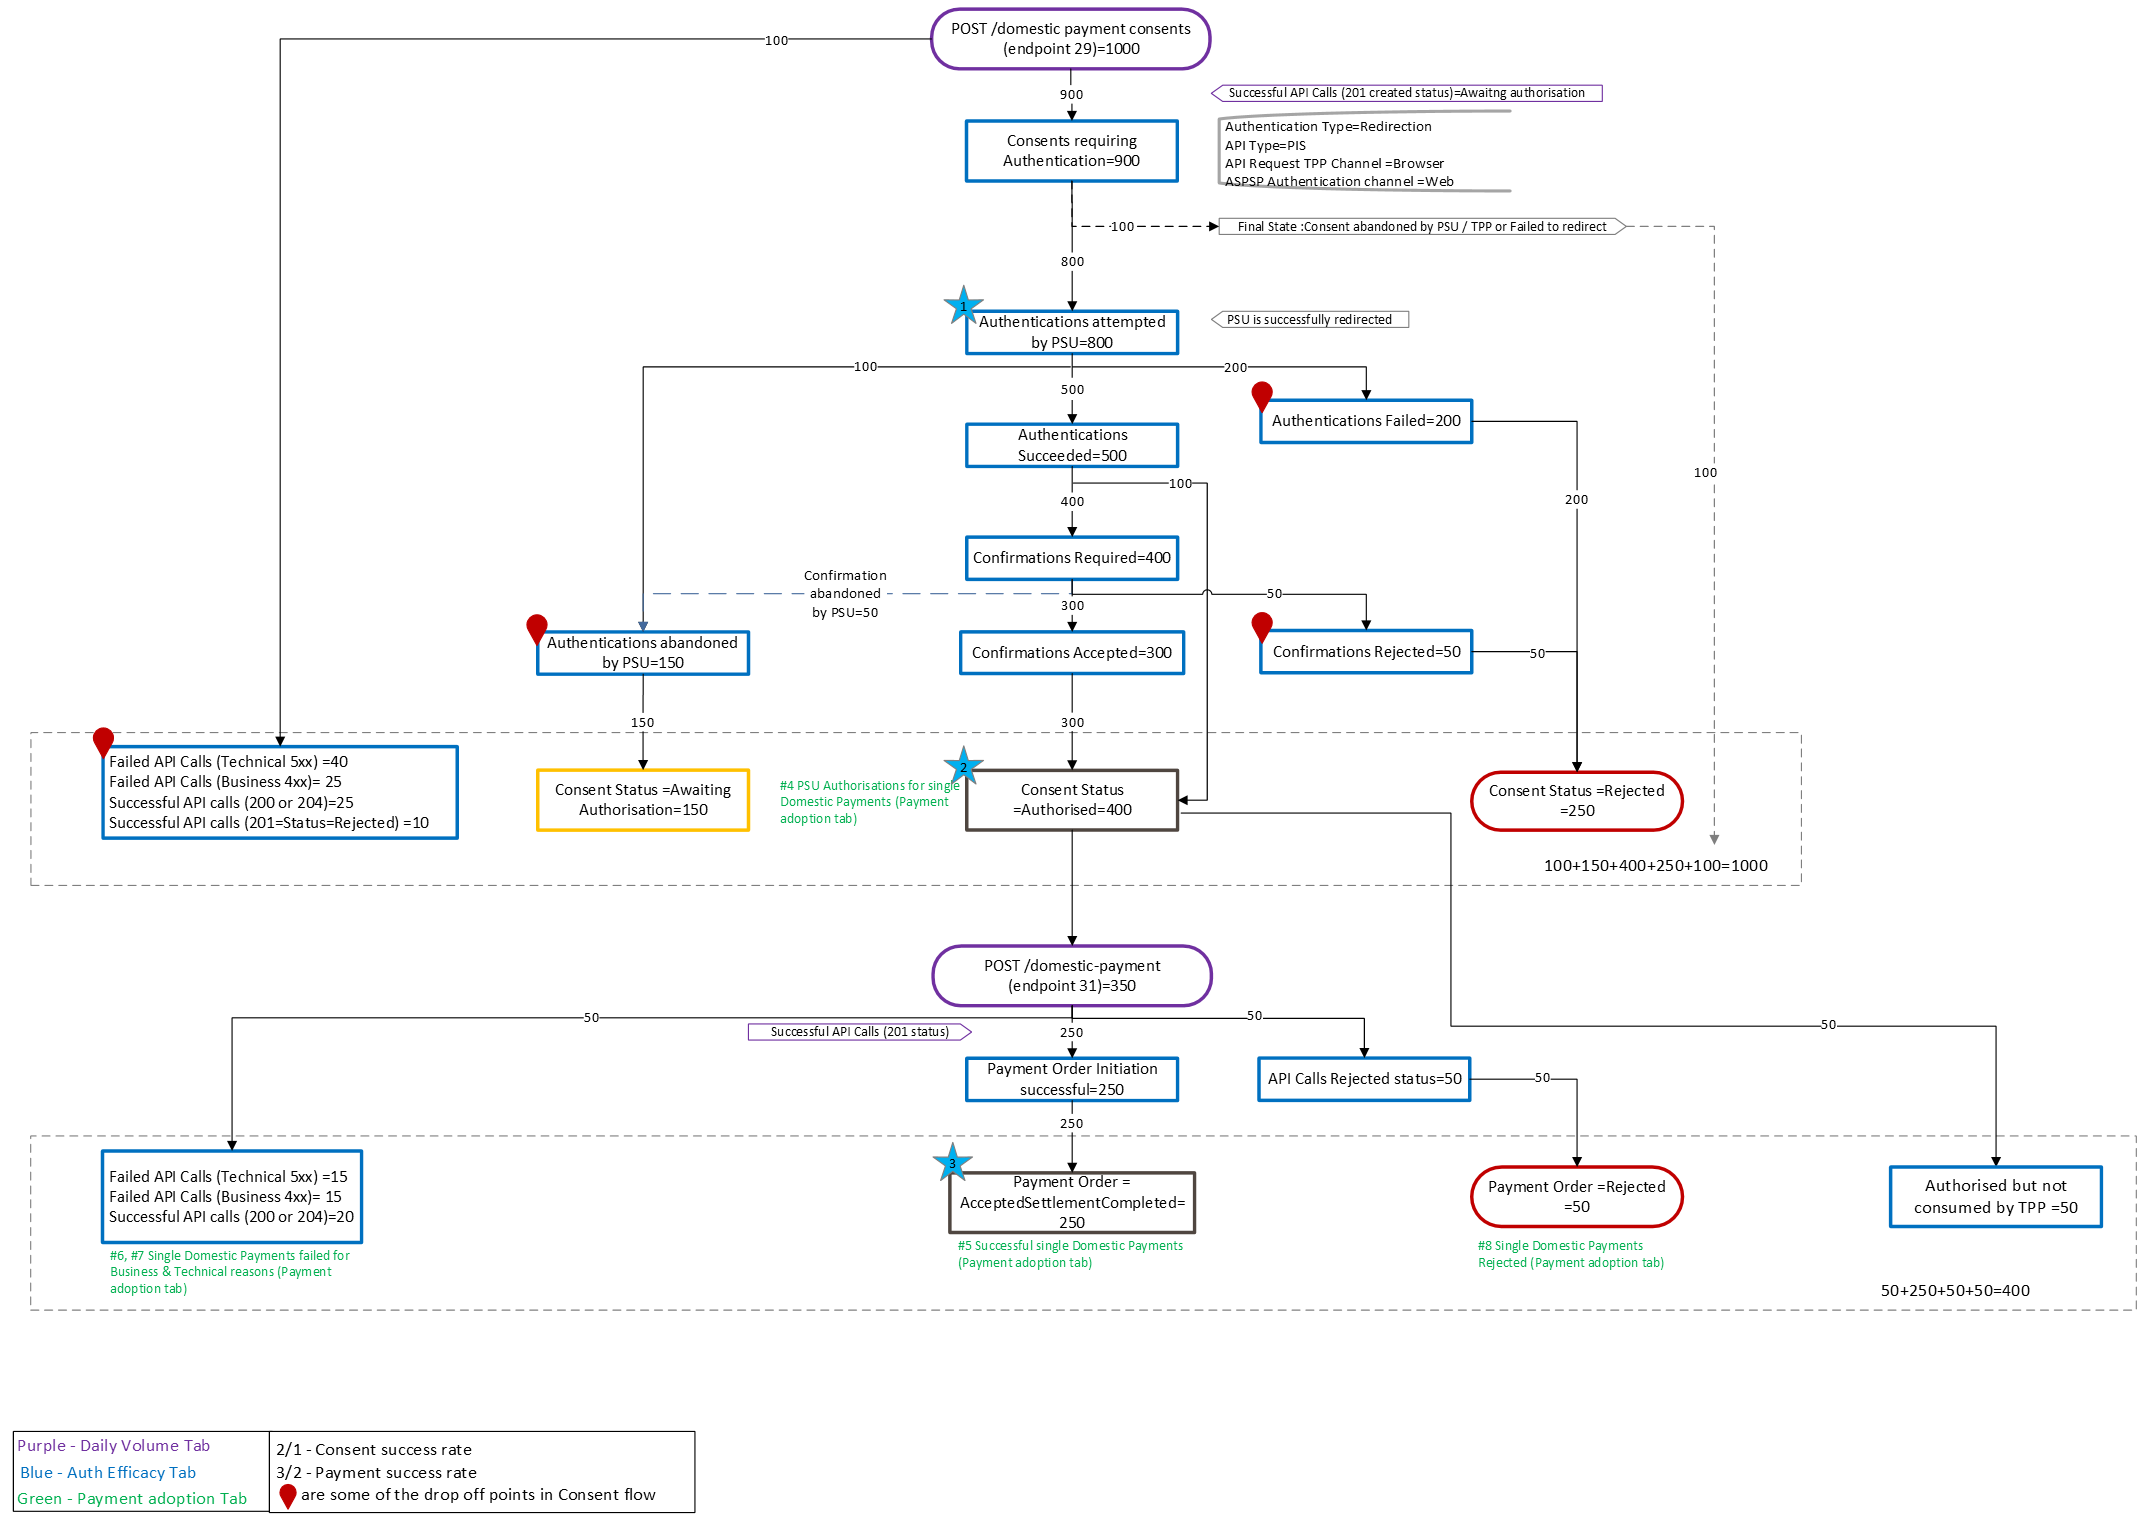 POST /domestic payment consents
(endpoint 29)=1000
100
900
Successful API Calls (201 created status)=Awaitng authorisation
Consents requiring
Authentication=900
Authentication Type=Redirection
API Type=PIS
API Request TPP Channel =Browser
ASPSP Authentication channel =Web
100
Final State :Consent abandoned by PSU / TPP or Failed to redirect
800
1
Authentications attempted
by PSU=800
PSU is successfully redirected
100
200
500
Authentications Failed=200
Authentications
Succeeded=500
100
100
400
200
Confirmations Required=400
Confirmation
abandoned
by PSU=50
50
300
Authentications abandoned
by PSU=150
Confirmations Accepted=300
Confirmations Rejected=50
50
150
300
Failed API Calls (Technical 5xx) =40
Failed API Calls (Business 4xx)= 25
Successful API calls (200 or 204)=25
Successful API calls (201=Status=Rejected) =10
Consent Status =Awaiting
Authorisation=150
#4 PSU Authorisations for single
Domestic Payments (Payment
adoption tab)
2
Consent Status
=Authorised=400
Consent Status =Rejected
=250
100+150+400+250+100=1000
POST /domestic-payment
(endpoint 31)=350
50
50
50
Successful API Calls (201 status)
250
Payment Order Initiation
successful=250
API Calls Rejected status=50
50
250
Failed API Calls (Technical 5xx) =15
Failed API Calls (Business 4xx)= 15
Successful API calls (200 or 204)=20
#6, #7 Single Domestic Payments failed for
Business & Technical reasons (Payment
adoption tab)
3
Payment Order =
AcceptedSettlementCompleted=
250
#5 Successful single Domestic Payments
(Payment adoption tab)
Payment Order =Rejected
=50
#8 Single Domestic Payments
Rejected (Payment adoption tab)
Authorised but not
consumed by TPP =50
50+250+50+50=400
Purple - Daily Volume Tab
Blue - Auth Efficacy Tab
Green - Payment adoption Tab
2/1 - Consent success rate
3/2 - Payment success rate
are some of the drop off points in Consent flow